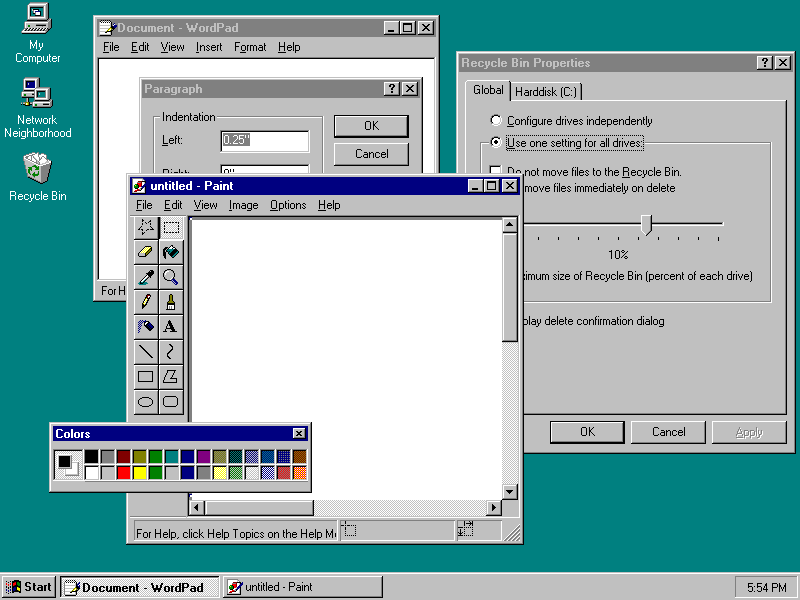 My
Computer
Network
Neighborhood
Recycle Bin
Document - WordPad
File Edit View Insert Format Help
Paragraph
Indentation
Left: 0.25"
OK
Cancel
For H
Recycle Bin Properties
Global Harddisk (C:)
Configure drives independently
Use one setting for all drives:
Do not move files to the Recycle Bin.
move files immediately on delete
10%
imum size of Recycle Bin (percent of each drive)
play delete confirmation dialog
OK Cancel Apply
untitled - Paint
File Edit View Image Options Help
A
Colors
For Help, click Help Topics on the Help M
Start Document - WordPad untitled - Paint 5:54 PM